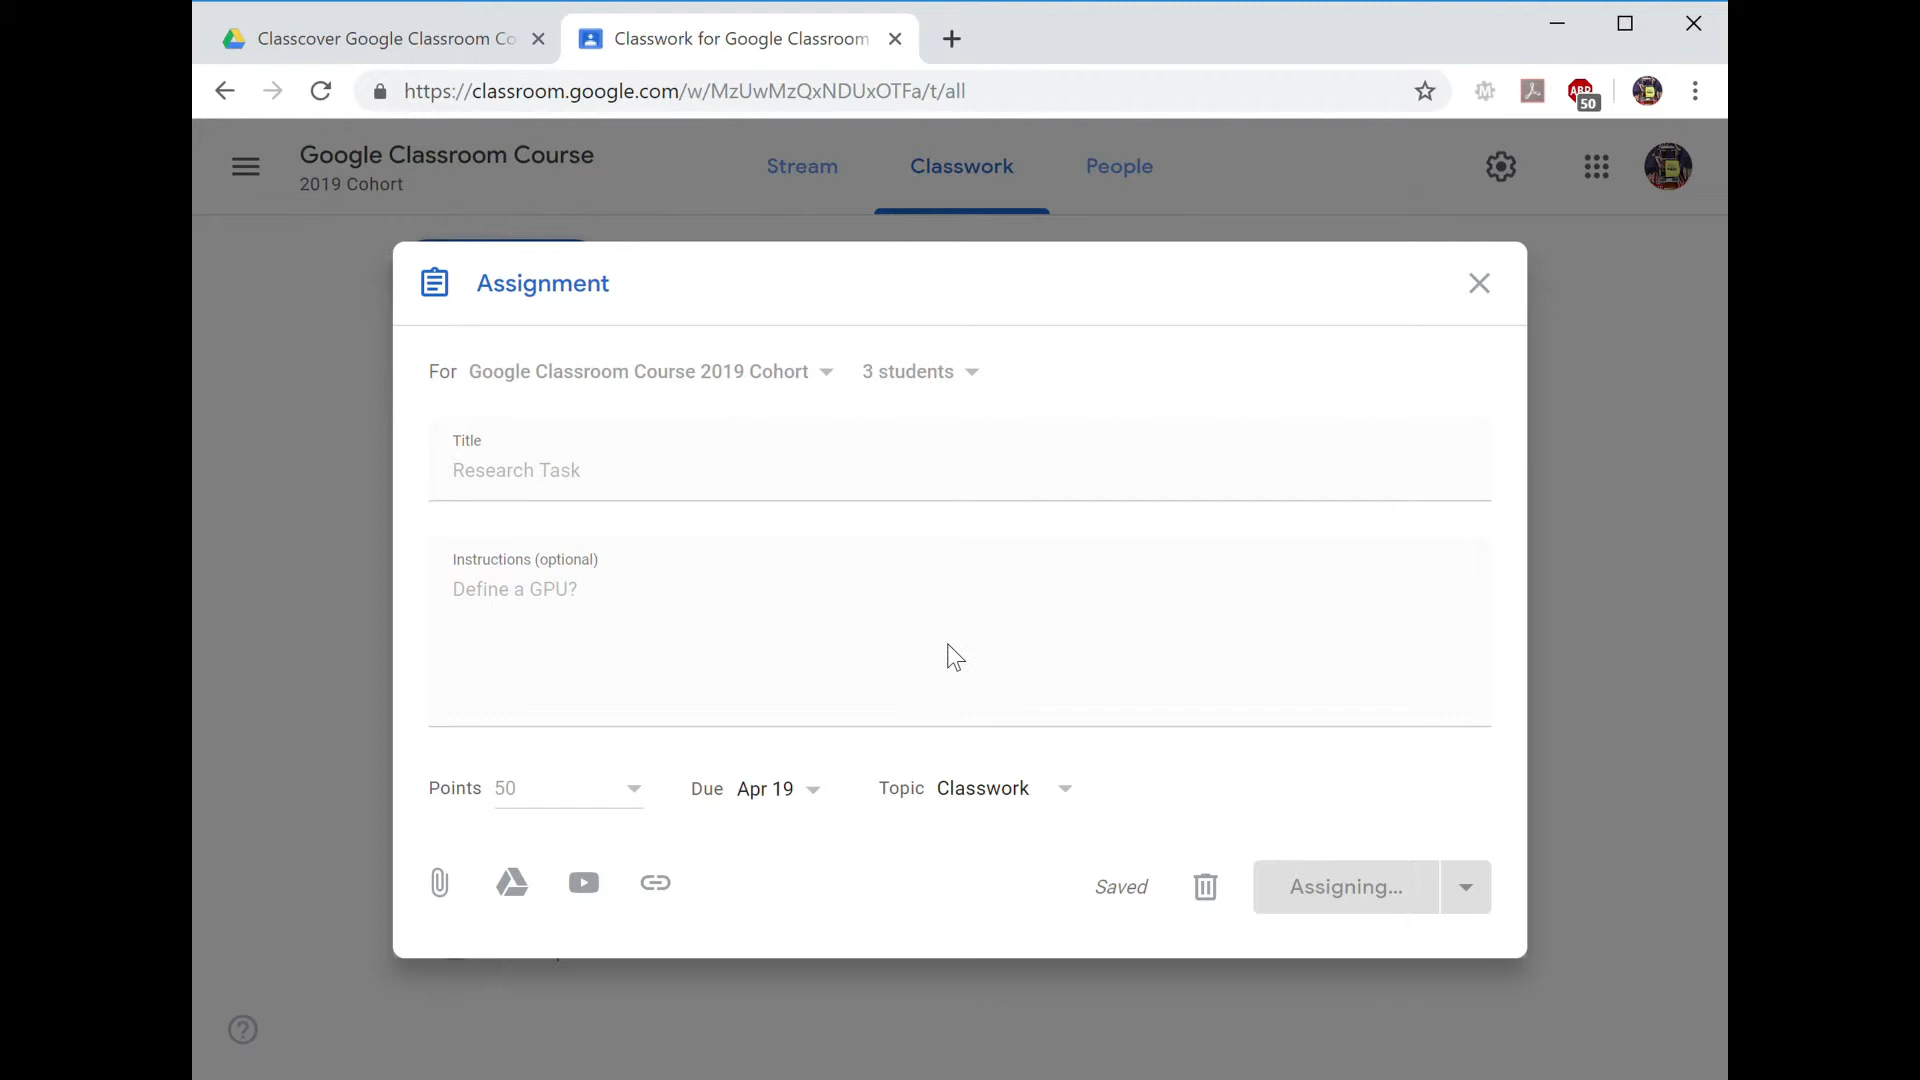 Classcover Google Classroom Co
Classwork for Google Classroom
https://classroom.google.com/w/MzUwMzQxNDUxOTFa/t/all
ABP
50
Google Classroom Course
2019 Cohort
Stream
Classwork
People
Assignment
For Google Classroom Course 2019 Cohort
3 students
Title
Research Task
Instructions (optional)
Define a GPU?
Points 50
Due Apr 19
Topic Classwork
Saved
Assigning...